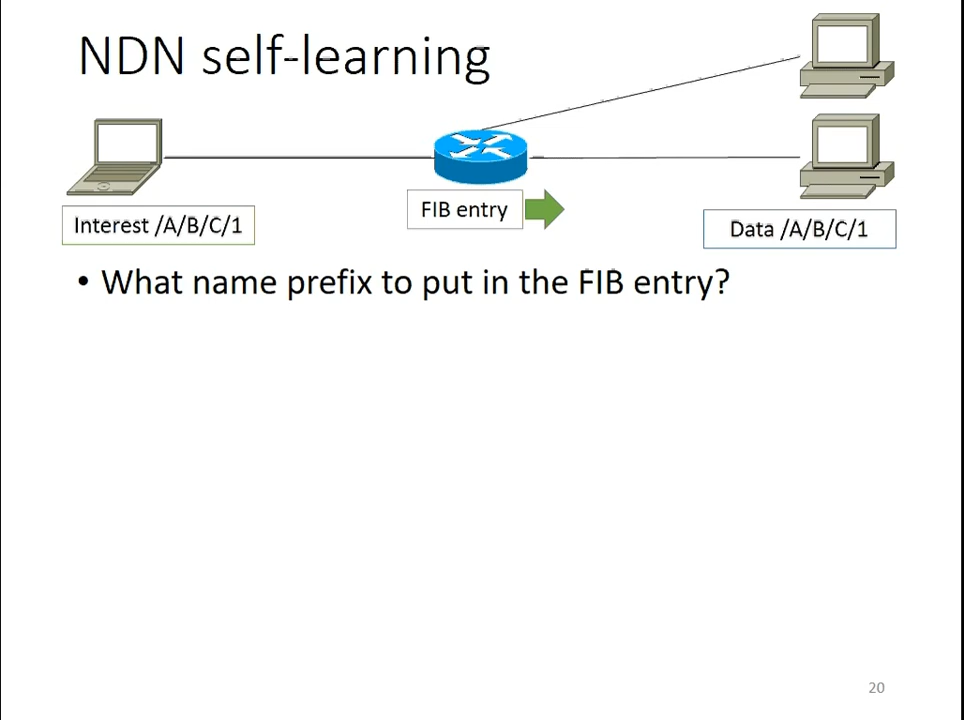 NDN self-learning
Interest /A/B/C/1
FIB entry
Data /A/B/C/1
• What name prefix to put in the FIB entry?
20